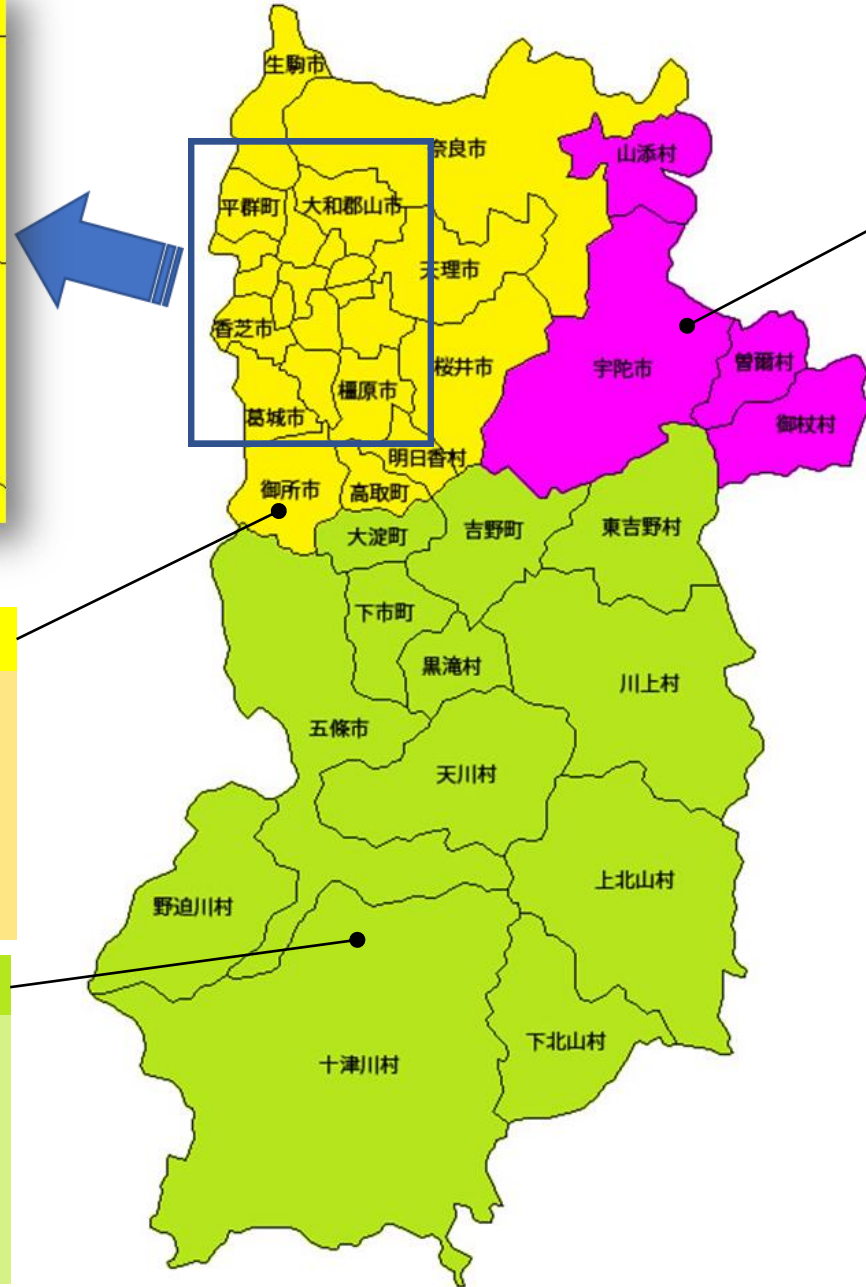 生駒市
奈良市
山添村
平群町
大和郡山市
天理市
香芝市
桜井市
宇陀市
曽爾村
橿原市
葛城市
御杖村
明日香村
御所市
高取町
大淀町
吉野町
東吉野村
下市町
黒滝村
川上村
五條市
天川村
上北山村
野迫川村
下北山村
十津川村